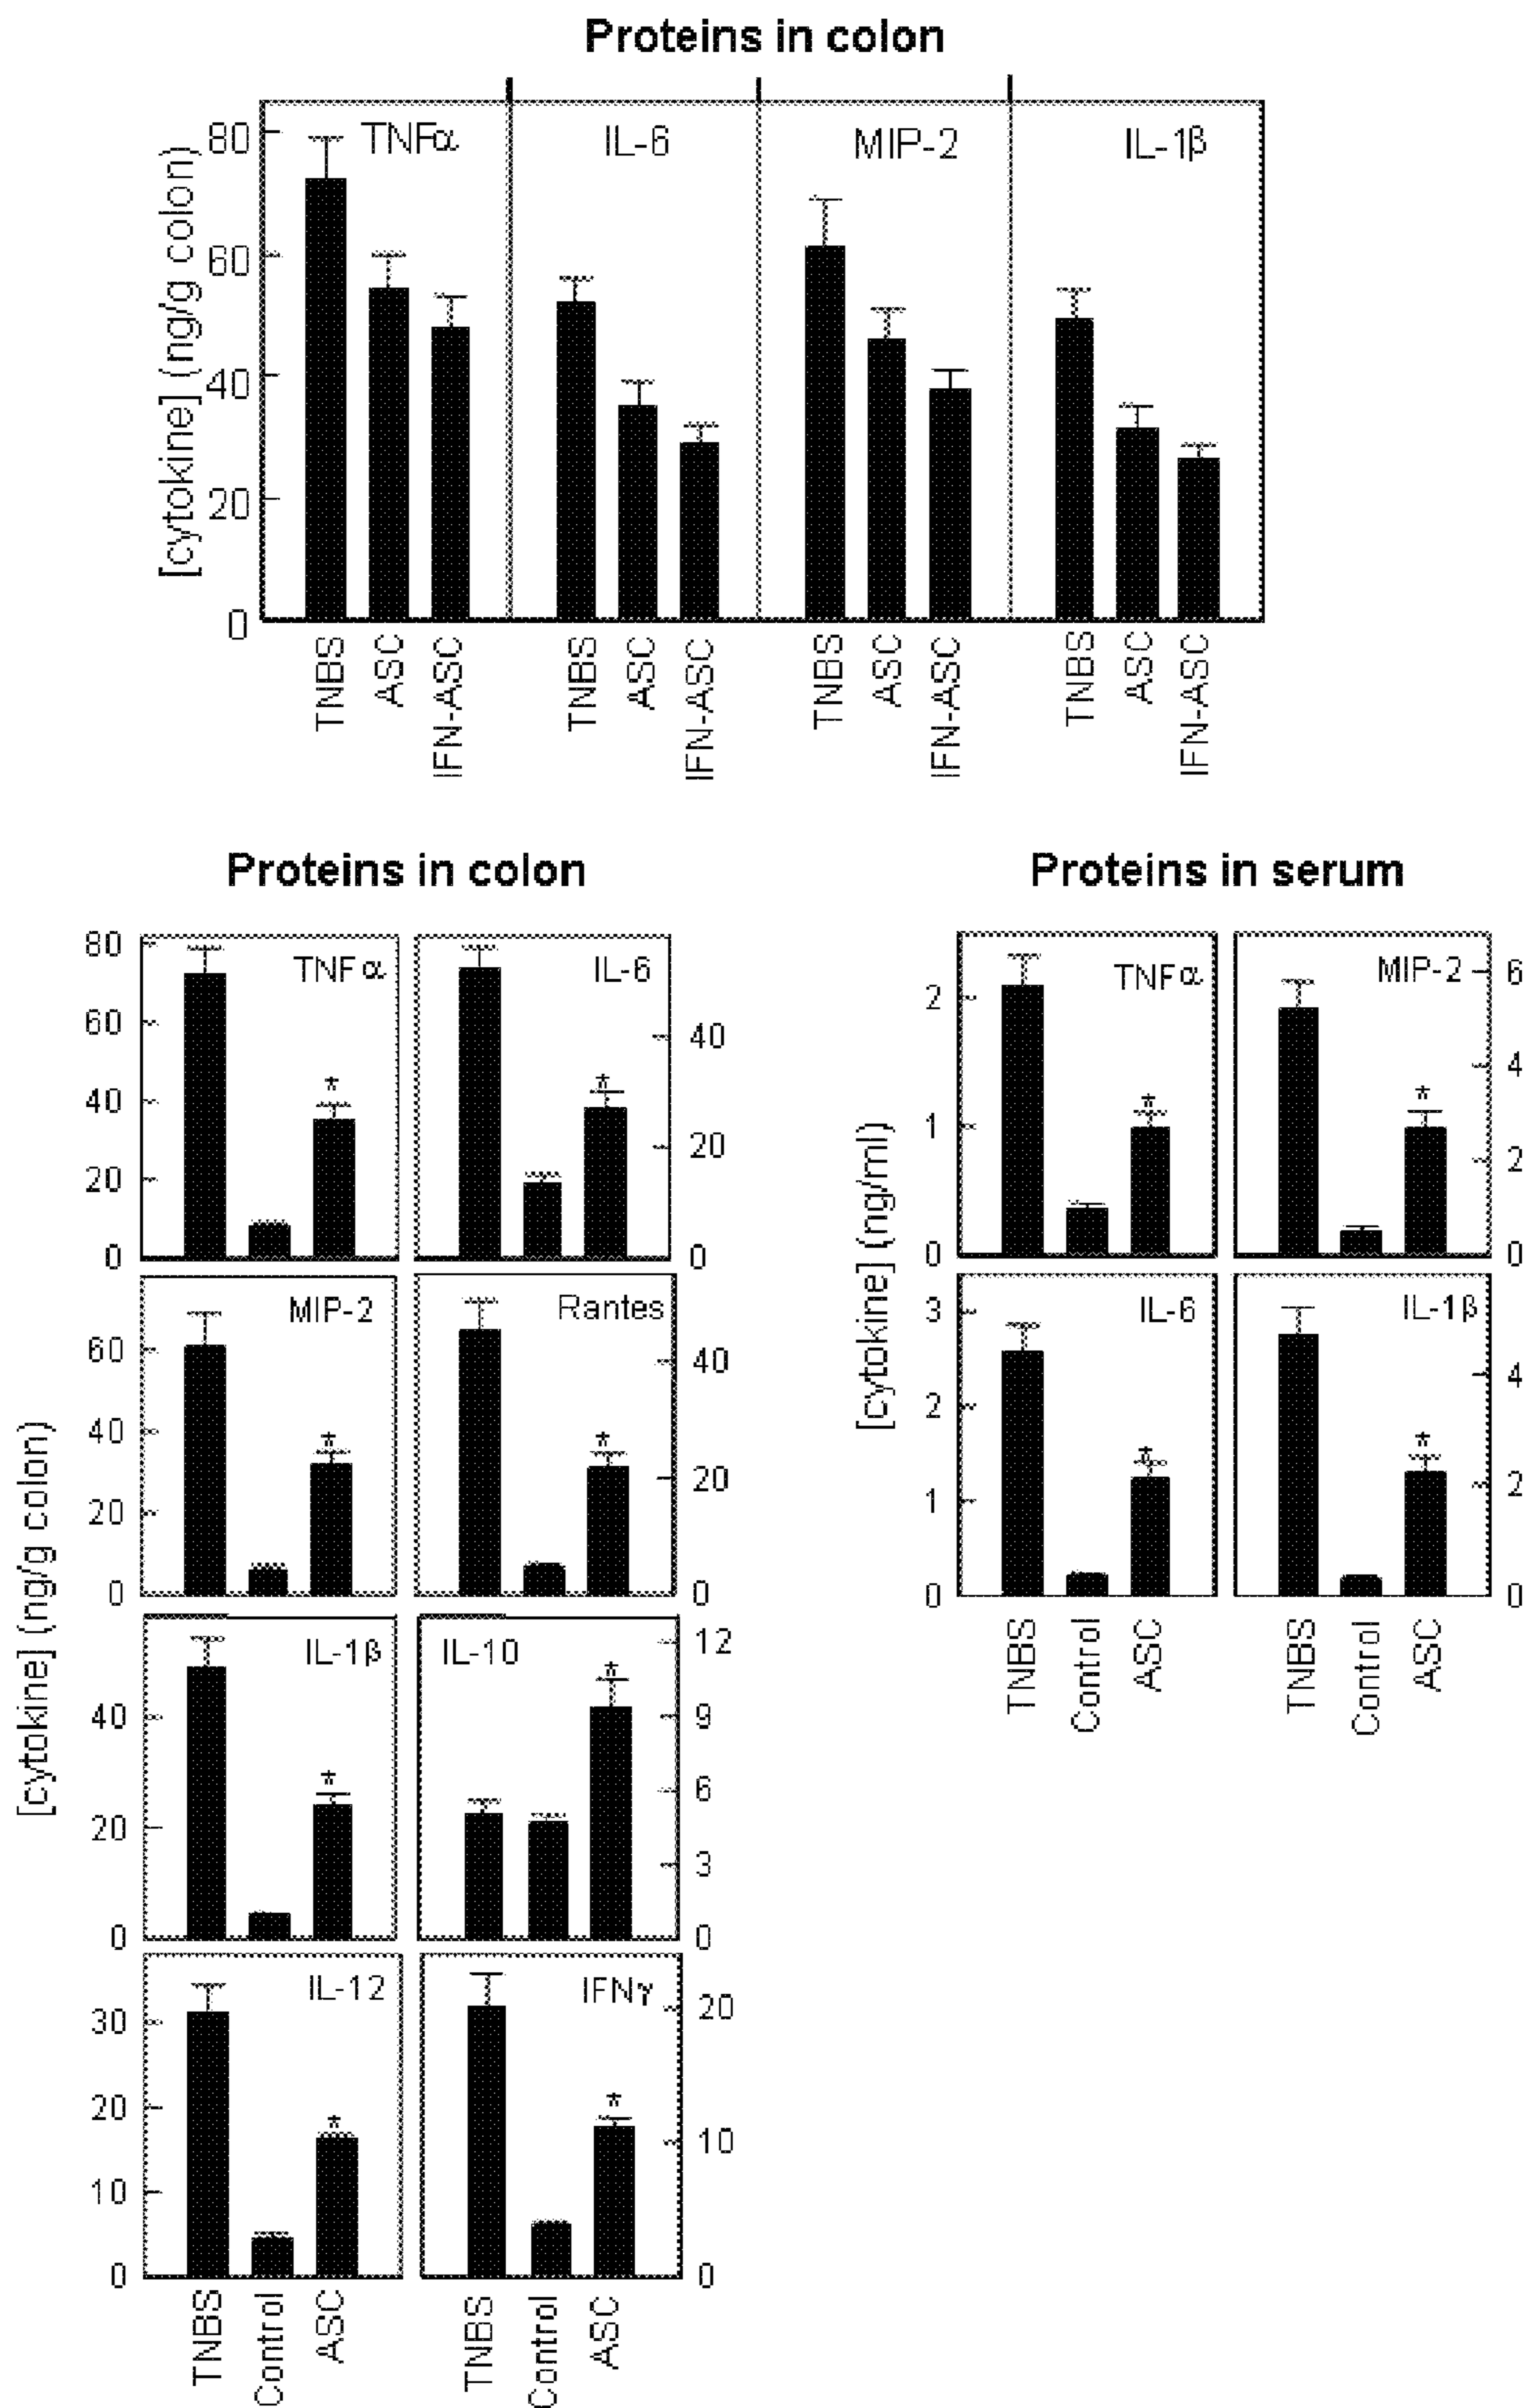 Proteins in colon
[cytokine] (ng/g colon)
80
60
40
20
0
TNFα
IL-6
MIP-2
IL-1β
TNBS
ASC
IFN-ASC
TNBS
ASC
IFN-ASC
TNBS
ASC
IFN-ASC
TNBS
ASC
IFN-ASC
Proteins in colon
[cytokine] (ng/g colon)
80
60
40
20
0
TNFα
*
IL-6
*
40
20
0
60
40
20
0
MIP-2
*
Rantes
*
40
20
0
40
20
0
IL-1β
*
IL-10
*
12
9
6
3
0
30
20
10
0
IL-12
*
IFNγ
*
20
10
0
TNBS
Control
ASC
TNBS
Control
ASC
Proteins in serum
[cytokine] (ng/ml)
2
1
0
TNFα
*
MIP-2
*
6
4
2
0
3
2
1
0
IL-6
*
IL-1β
*
4
2
0
TNBS
Control
ASC
TNBS
Control
ASC